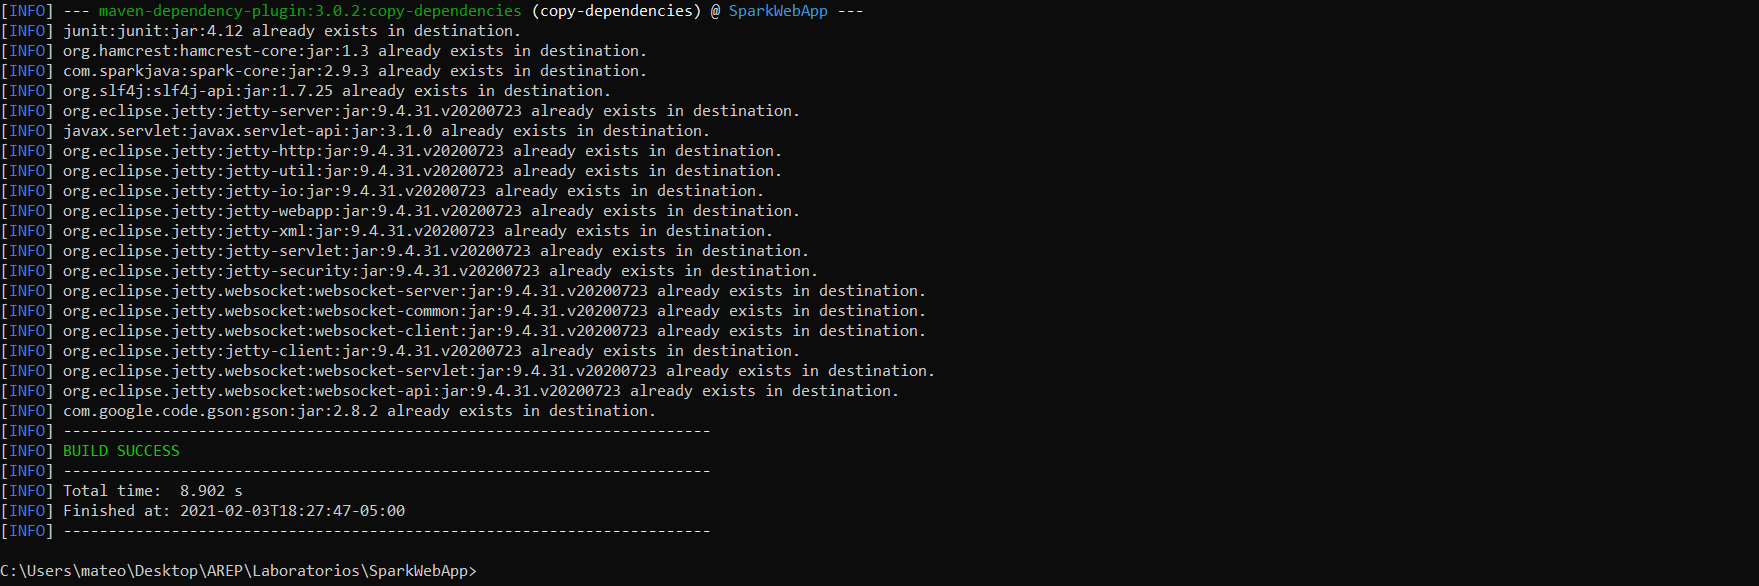 [INFO] --- maven-dependency-plugin:3.0.2:copy-dependencies (copy-dependencies) @ SparkWebApp ---
[INFO] junit:junit:jar:4.12 already exists in destination.
[INFO] org.hamcrest:hamcrest-core:jar:1.3 already exists in destination.
[INFO] com.sparkjava:spark-core:jar:2.9.3 already exists in destination.
[INFO] org.slf4j:slf4j-api:jar:1.7.25 already exists in destination.
[INFO] org.eclipse.jetty:jetty-server:jar:9.4.31.v20200723 already exists in destination.
[INFO] javax.servlet:javax.servlet-api:jar:3.1.0 already exists in destination.
[INFO] org.eclipse.jetty:jetty-http:jar:9.4.31.v20200723 already exists in destination.
[INFO] org.eclipse.jetty:jetty-util:jar:9.4.31.v20200723 already exists in destination.
[INFO] org.eclipse.jetty:jetty-io:jar:9.4.31.v20200723 already exists in destination.
[INFO] org.eclipse.jetty:jetty-webapp:jar:9.4.31.v20200723 already exists in destination.
[INFO] org.eclipse.jetty:jetty-xml:jar:9.4.31.v20200723 already exists in destination.
[INFO] org.eclipse.jetty:jetty-servlet:jar:9.4.31.v20200723 already exists in destination.
[INFO] org.eclipse.jetty:jetty-security:jar:9.4.31.v20200723 already exists in destination.
[INFO] org.eclipse.jetty.websocket:websocket-server:jar:9.4.31.v20200723 already exists in destination.
[INFO] org.eclipse.jetty.websocket:websocket-common:jar:9.4.31.v20200723 already exists in destination.
[INFO] org.eclipse.jetty.websocket:websocket-client:jar:9.4.31.v20200723 already exists in destination.
[INFO] org.eclipse.jetty:jetty-client:jar:9.4.31.v20200723 already exists in destination.
[INFO] org.eclipse.jetty.websocket:websocket-servlet:jar:9.4.31.v20200723 already exists in destination.
[INFO] org.eclipse.jetty.websocket:websocket-api:jar:9.4.31.v20200723 already exists in destination.
[INFO] com.google.code.gson:gson:jar:2.8.2 already exists in destination.
[INFO] ------------------------------------------------------------------------
[INFO] BUILD SUCCESS
[INFO] ------------------------------------------------------------------------
[INFO] Total time:  8.902 s
[INFO] Finished at: 2021-02-03T18:27:47-05:00
[INFO] ------------------------------------------------------------------------
C:\Users\mateo\Desktop\AREP\Laboratorios\SparkWebApp>